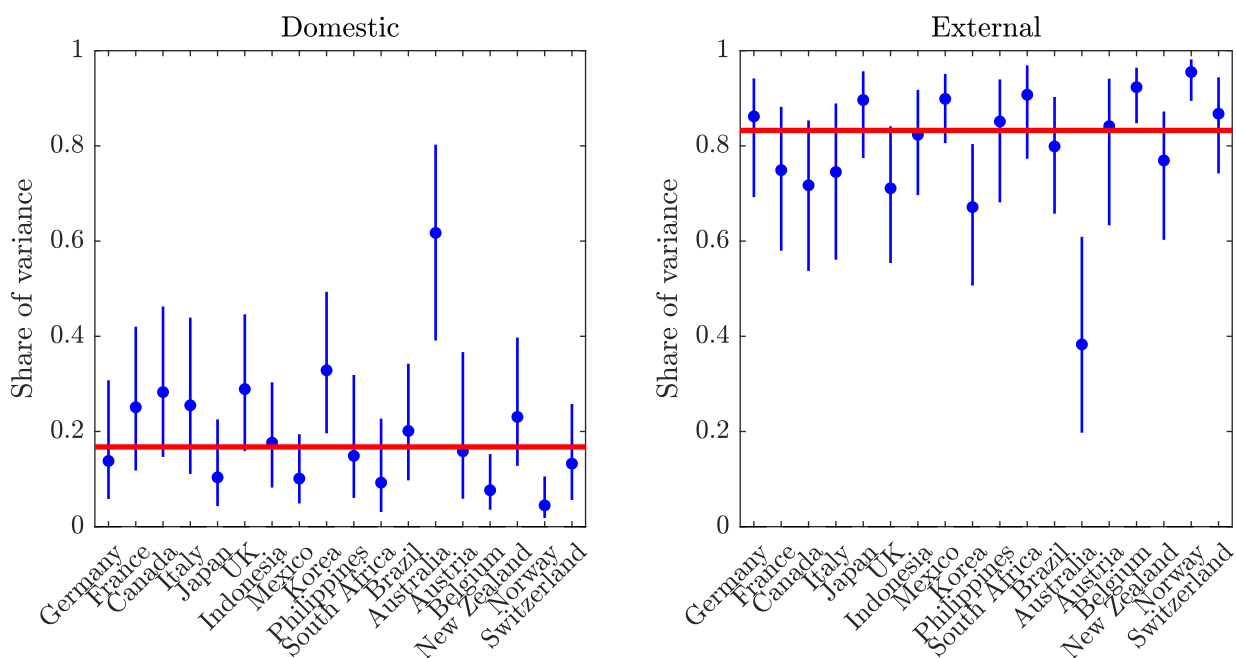 Domestic
Share of variance
1
0.8
0.6
0.4
0.2
0
Germany
France
Canada
Italy
Japan
UK
Indonesia
Mexico
Korea
Philippines
South Africa
Brazil
Australia
Austria
Belgium
New Zealand
Norway
Switzerland
External
Share of variance
1
0.8
0.6
0.4
0.2
0
Germany
France
Canada
Italy
Japan
UK
Indonesia
Mexico
Korea
Philippines
South Africa
Brazil
Australia
Austria
Belgium
New Zealand
Norway
Switzerland